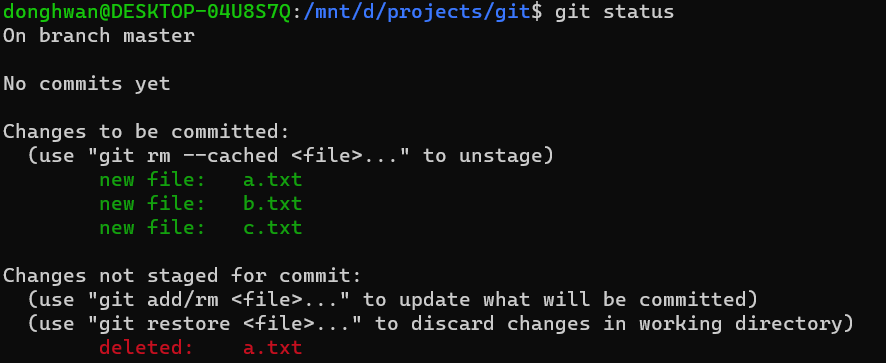 donghwan@DESKTOP-04U8S7Q:/mnt/d/projects/git$ git status
On branch master

No commits yet

Changes to be committed:
  (use "git rm --cached <file>..." to unstage)
        new file:   a.txt
        new file:   b.txt
        new file:   c.txt

Changes not staged for commit:
  (use "git add/rm <file>..." to update what will be committed)
  (use "git restore <file>..." to discard changes in working directory)
        deleted:    a.txt